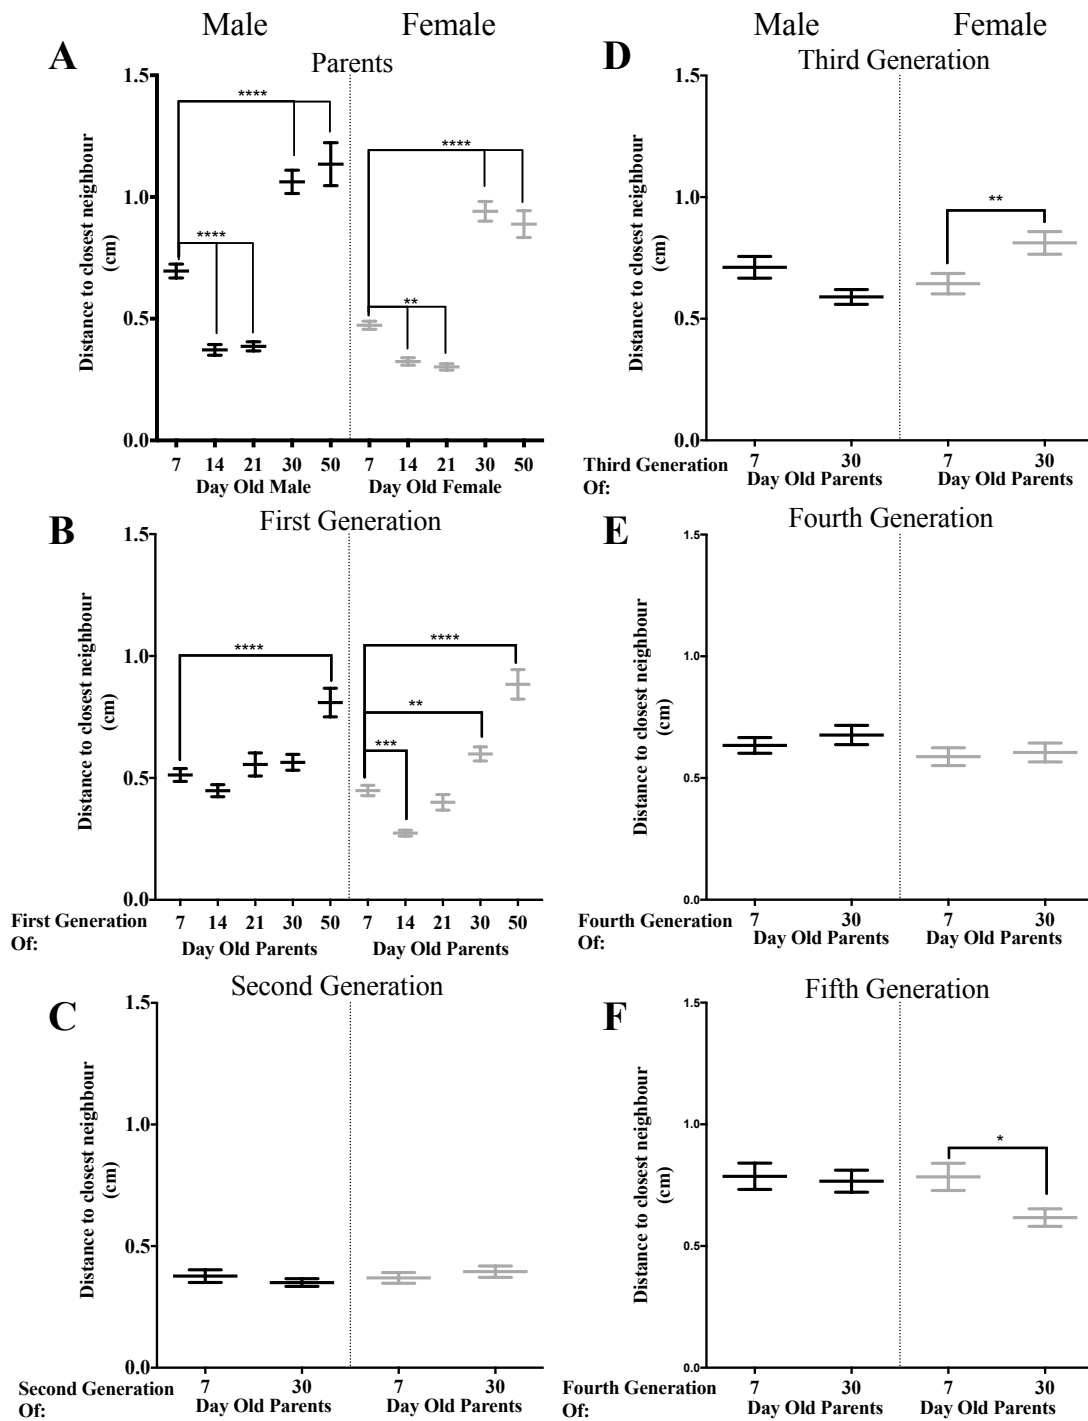 Male Female
A
Parents
Distance to closest neighbour
(cm)
1.5
1.0
0.5
0.0
**** ****
**** **
7 14 21 30 50 7 14 21 30 50
Day Old Male Day Old Female
B
First Generation
Distance to closest neighbour
(cm)
1.5
1.0
0.5
0.0
**** ****
**
***
First Generation
Of:
7 14 21 30 50 7 14 21 30 50
Day Old Parents Day Old Parents
C
Second Generation
Distance to closest neighbour
(cm)
1.5
1.0
0.5
0.0
Second Generation
Of:
7 30 7 30
Day Old Parents Day Old Parents
Male Female
D
Third Generation
Distance to closest neighbour
(cm)
1.5
1.0
0.5
0.0
**
Third Generation
Of:
7 30 7 30
Day Old Parents Day Old Parents
E
Fourth Generation
Distance to closest neighbour
(cm)
1.5
1.0
0.5
0.0
Fourth Generation
Of:
7 30 7 30
Day Old Parents Day Old Parents
F
Fifth Generation
Distance to closest neighbour
(cm)
1.5
1.0
0.5
0.0
*
Fourth Generation
Of:
7 30 7 30
Day Old Parents Day Old Parents